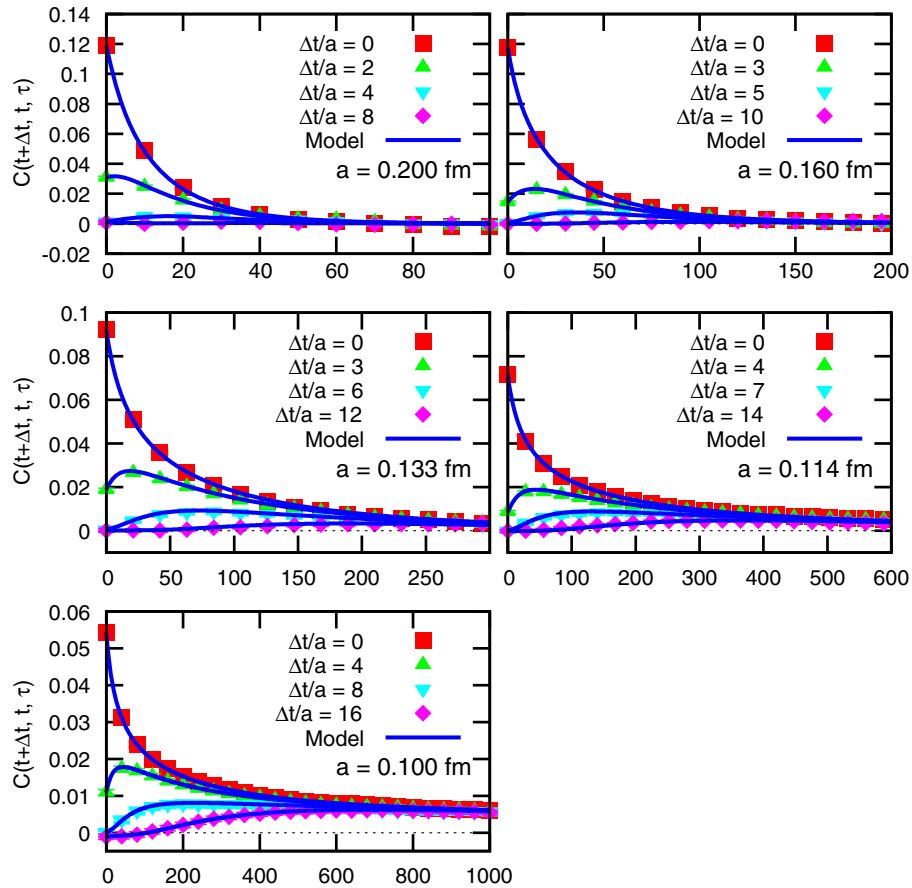 C(t+Δt, t, τ)
0.14
0.12
0.1
0.08
0.06
0.04
0.02
0
-0.02
0 20 40 60 80
Δt/a = 0
Δt/a = 2
Δt/a = 4
Δt/a = 8
Model
a = 0.200 fm
0 50 100 150 200
Δt/a = 0
Δt/a = 3
Δt/a = 5
Δt/a = 10
Model
a = 0.160 fm
C(t+Δt, t, τ)
0.1
0.08
0.06
0.04
0.02
0
0 50 100 150 200 250
Δt/a = 0
Δt/a = 3
Δt/a = 6
Δt/a = 12
Model
a = 0.133 fm
0 100 200 300 400 500 600
Δt/a = 0
Δt/a = 4
Δt/a = 7
Δt/a = 14
Model
a = 0.114 fm
C(t+Δt, t, τ)
0.06
0.05
0.04
0.03
0.02
0.01
0
0 200 400 600 800 1000
Δt/a = 0
Δt/a = 4
Δt/a = 8
Δt/a = 16
Model
a = 0.100 fm